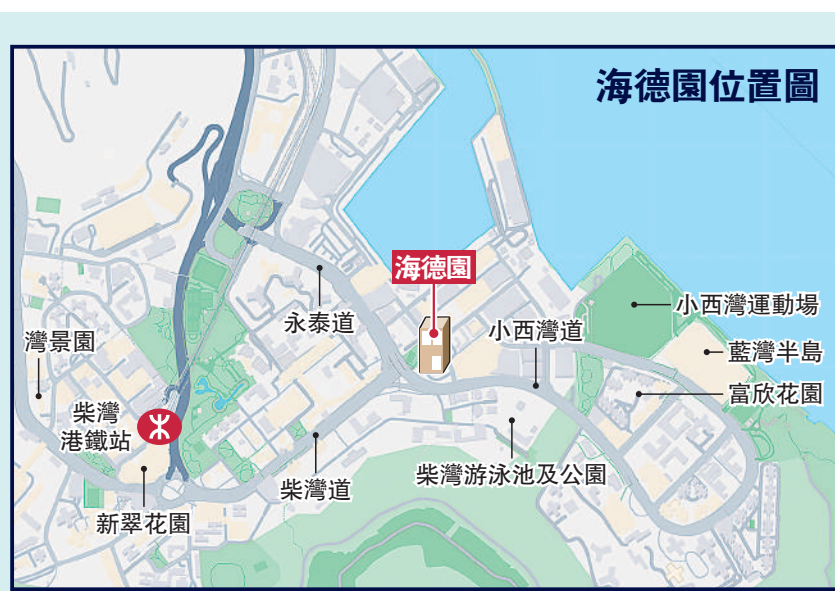 海德園位置圖
海德園
永泰道
小西灣道
小西灣運動場
灣景園
藍灣半島
富欣花園
柴灣
港鐵站
柴灣游泳池及公園
柴灣道
新翠花園